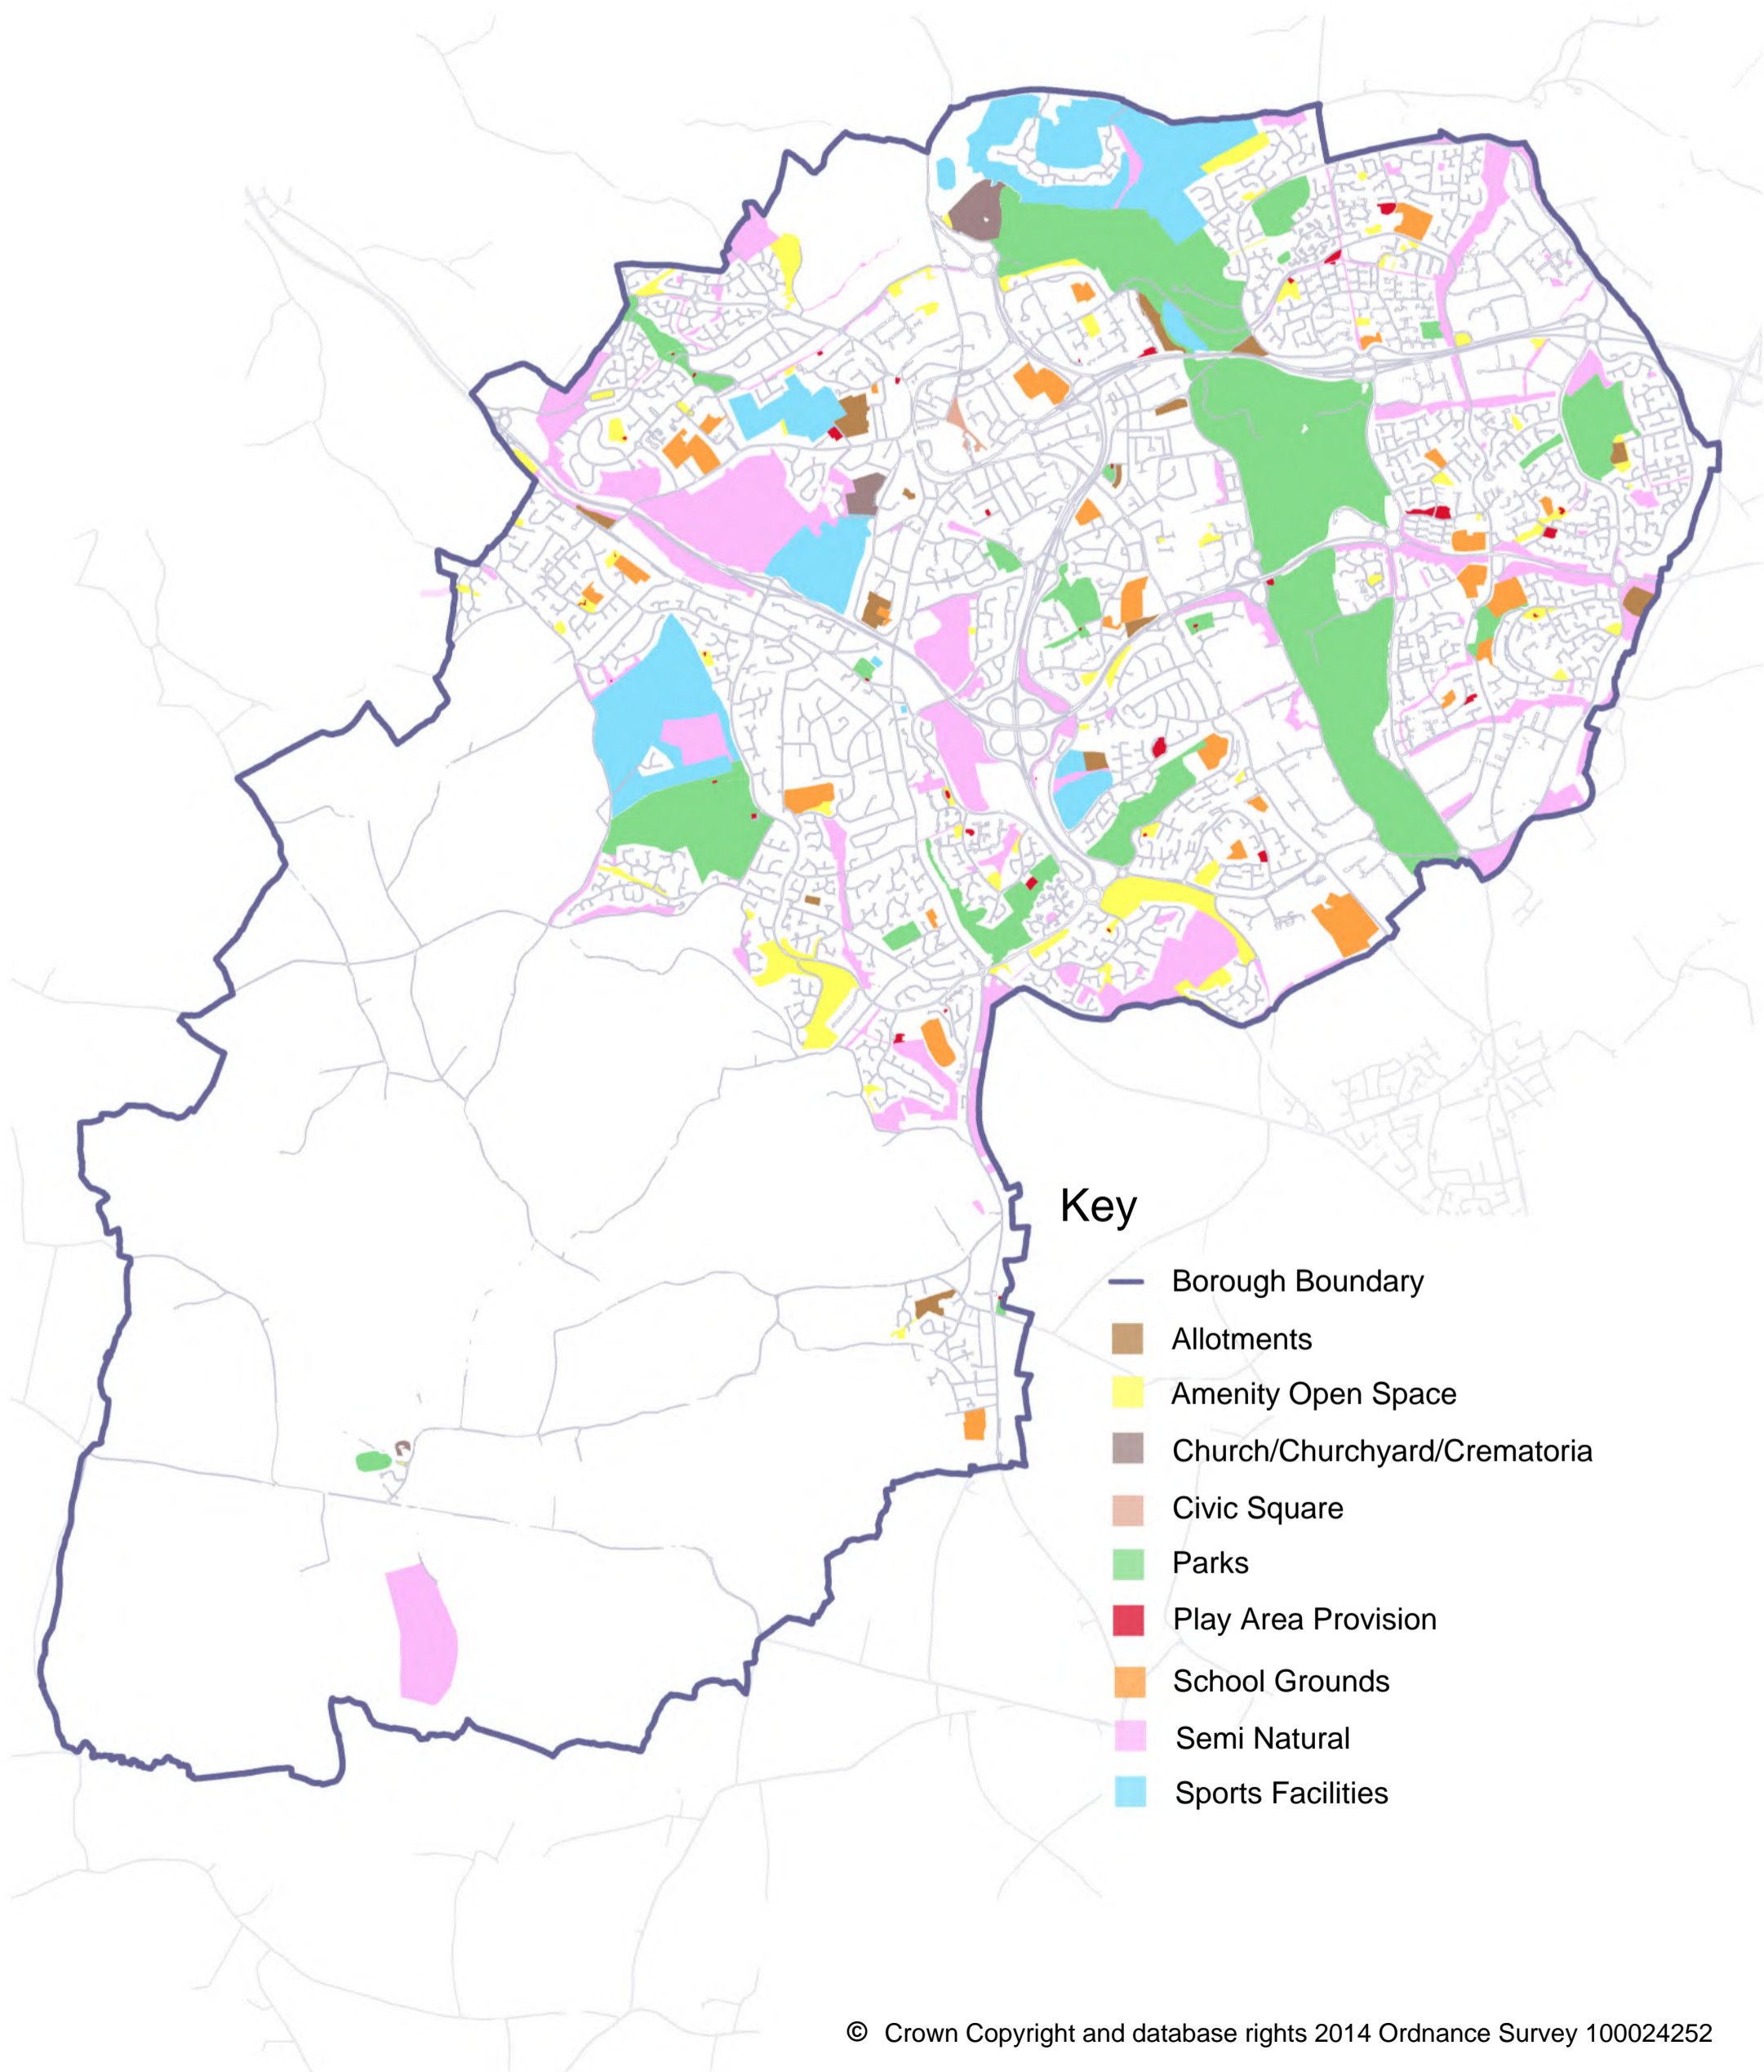 Key
Borough Boundary
Allotments
Amenity Open Space
Church/Churchyard/Crematoria
Civic Square
Parks
Play Area Provision
School Grounds
Semi Natural
Sports Facilities
© Crown Copyright and database rights 2014 Ordnance Survey 100024252